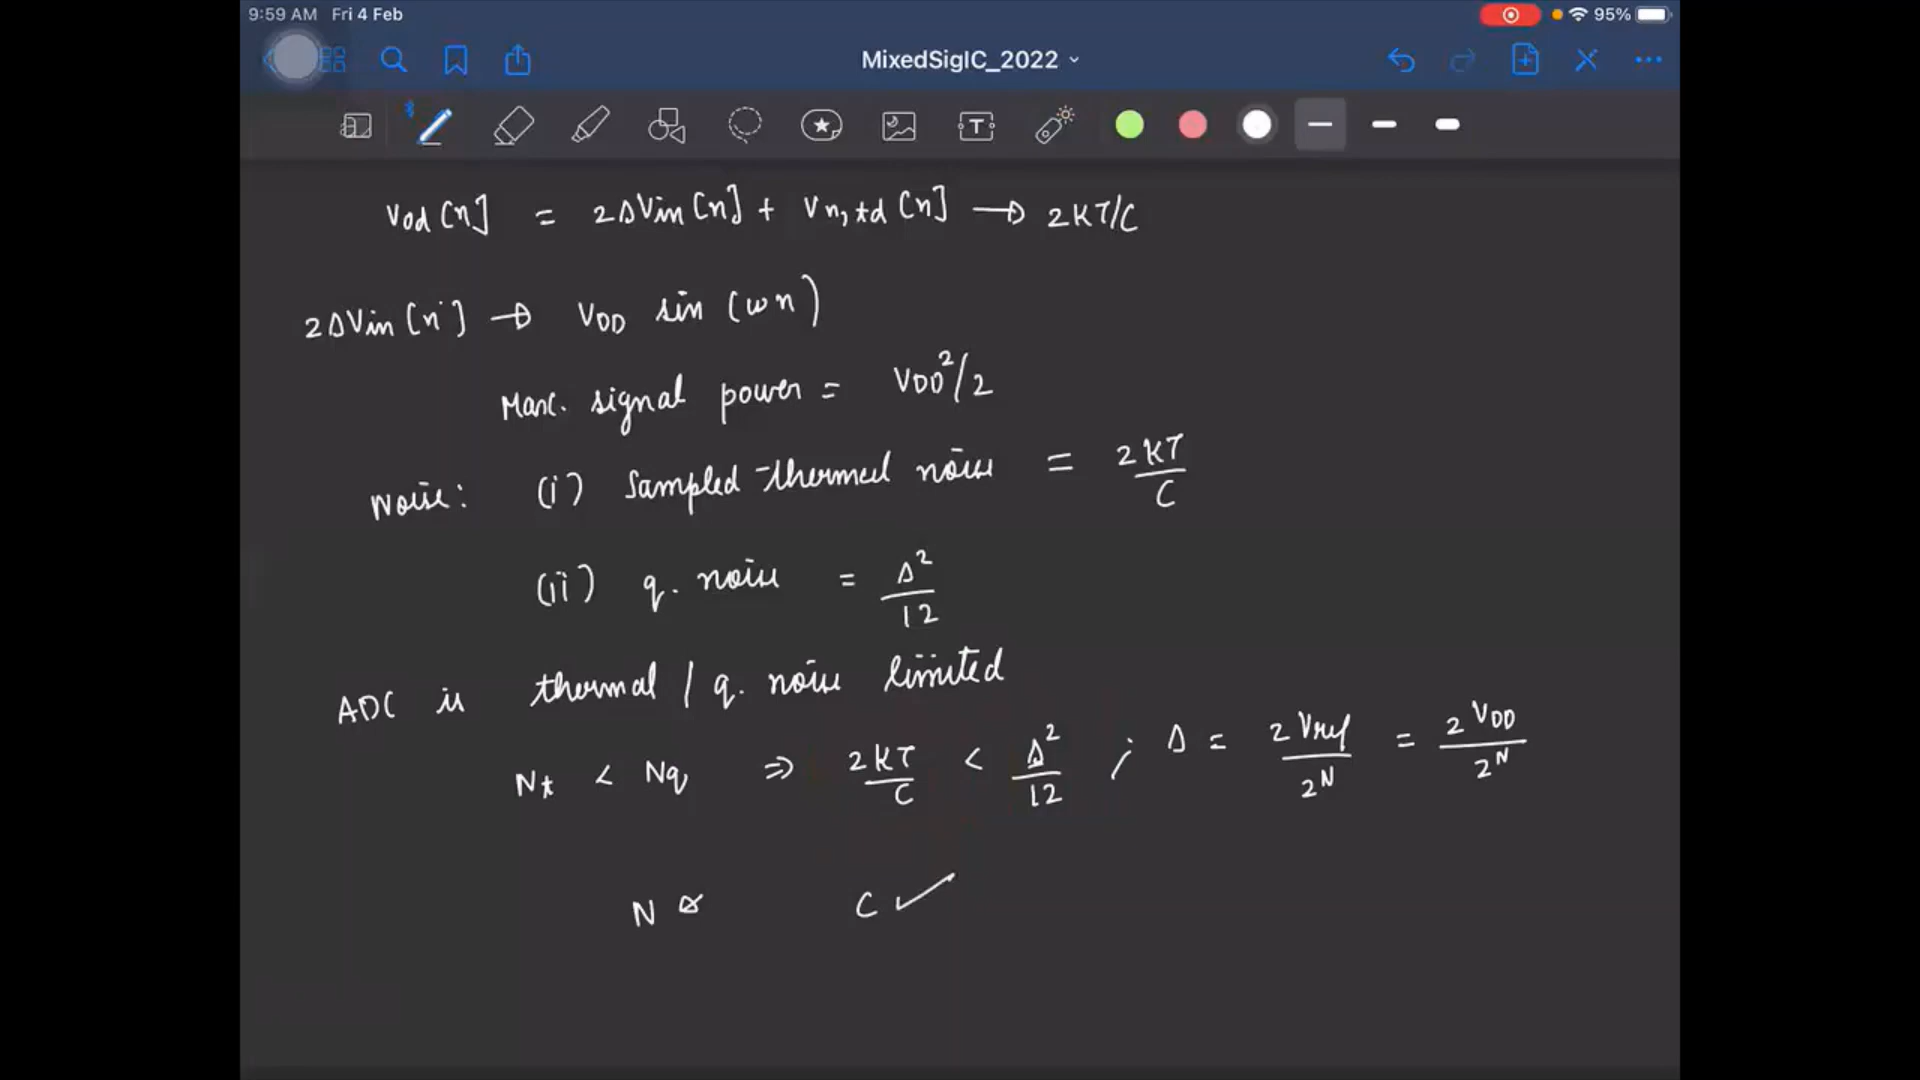 9:59 AM Fri 4 Feb 95%
MixedSigIC_2022
Vod[n] = 2ΔVin[n] + Vn,td[n] → 2KT/C
2ΔVin[n] → VDD sin(ωn)
Max. signal power = VDD²/2
Noise: (i) Sampled thermal noise = 2KT/C
(ii) q. noise = Δ²/12
ADC is thermal / q. noise limited
Nt < Nq ⇒ 2KT/C < Δ²/12 ; Δ = 2Vref/2^N = 2VDD/2^N
N C ✓